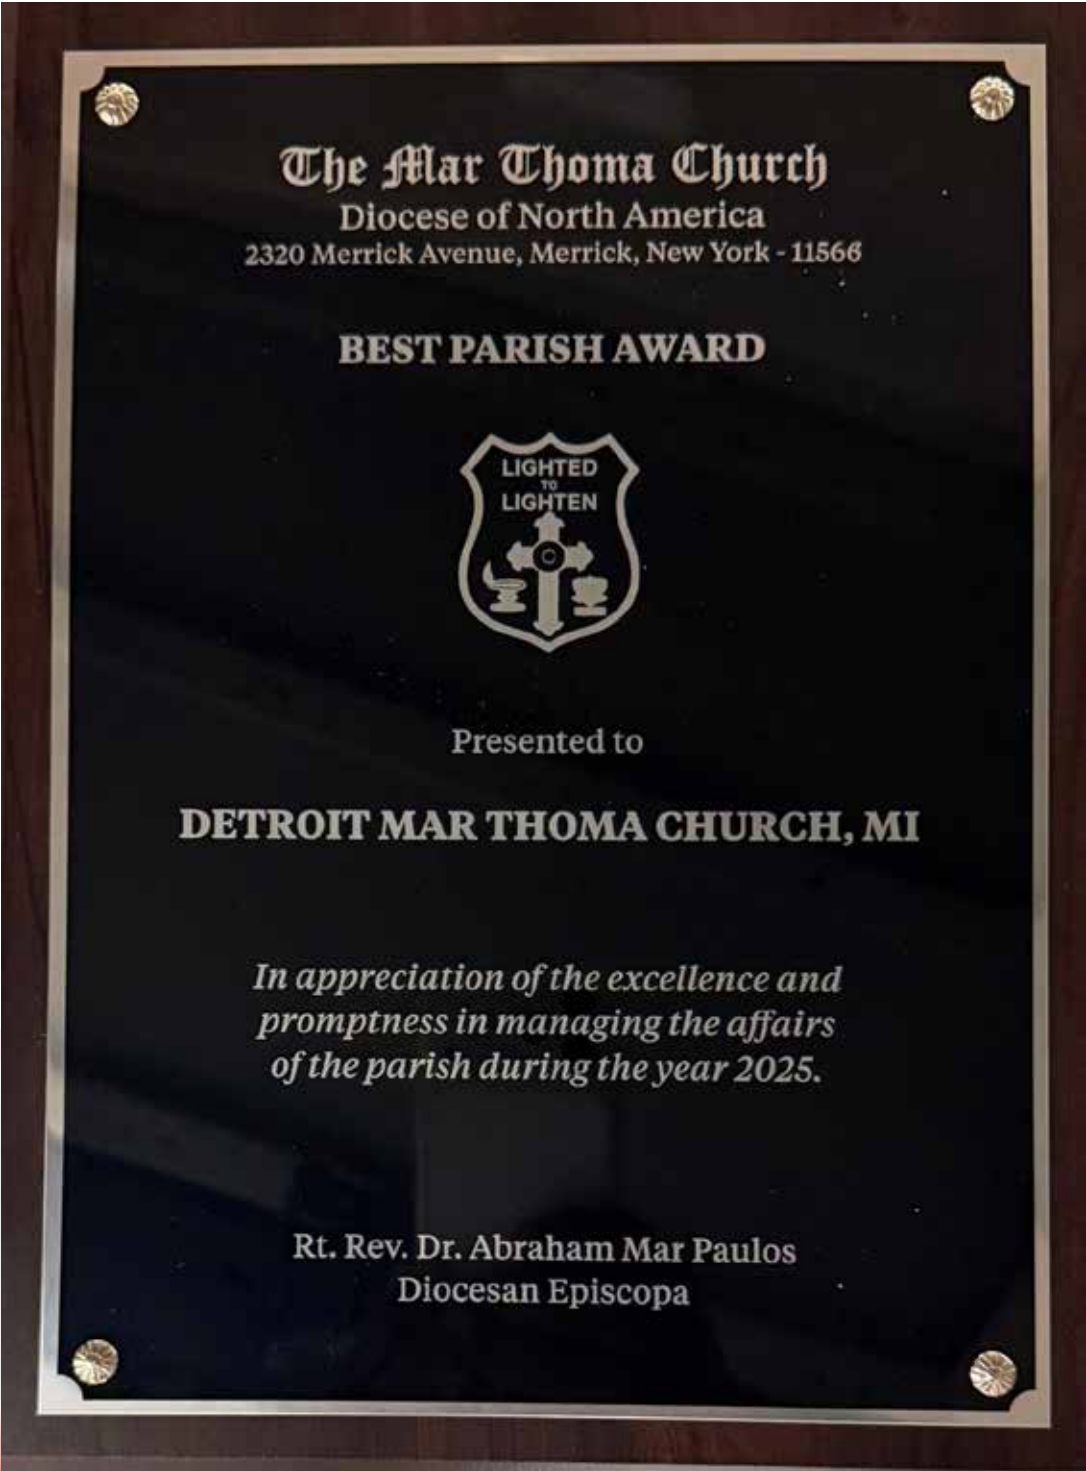 The Mar Thoma Church
Diocese of North America
2320 Merrick Avenue, Merrick, New York - 11566
BEST PARISH AWARD
LIGHTED
TO
LIGHTEN
Presented to
DETROIT MAR THOMA CHURCH, MI
In appreciation of the excellence and
promptness in managing the affairs
of the parish during the year 2025.
Rt. Rev. Dr. Abraham Mar Paulos
Diocesan Episcopa